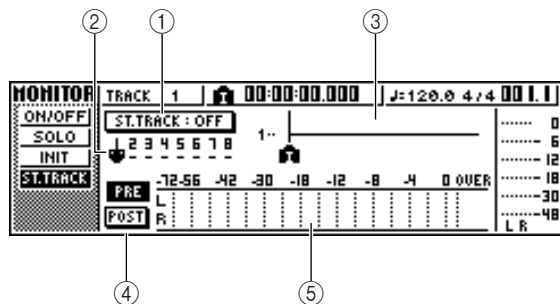 ② ① ③
MONITOR TRACK 1 00:00:00.000 ♩=120.0 4/4 001.1
ON/OFF ST.TRACK : OFF 0
SOLO 2 3 4 5 6 7 8 1·· 6
INIT 12
ST.TRACK -72-56 -42 -30 -18 -12 -8 -4 0 OVER 18
PRE L 30
POST R 48
L R
④ ⑤